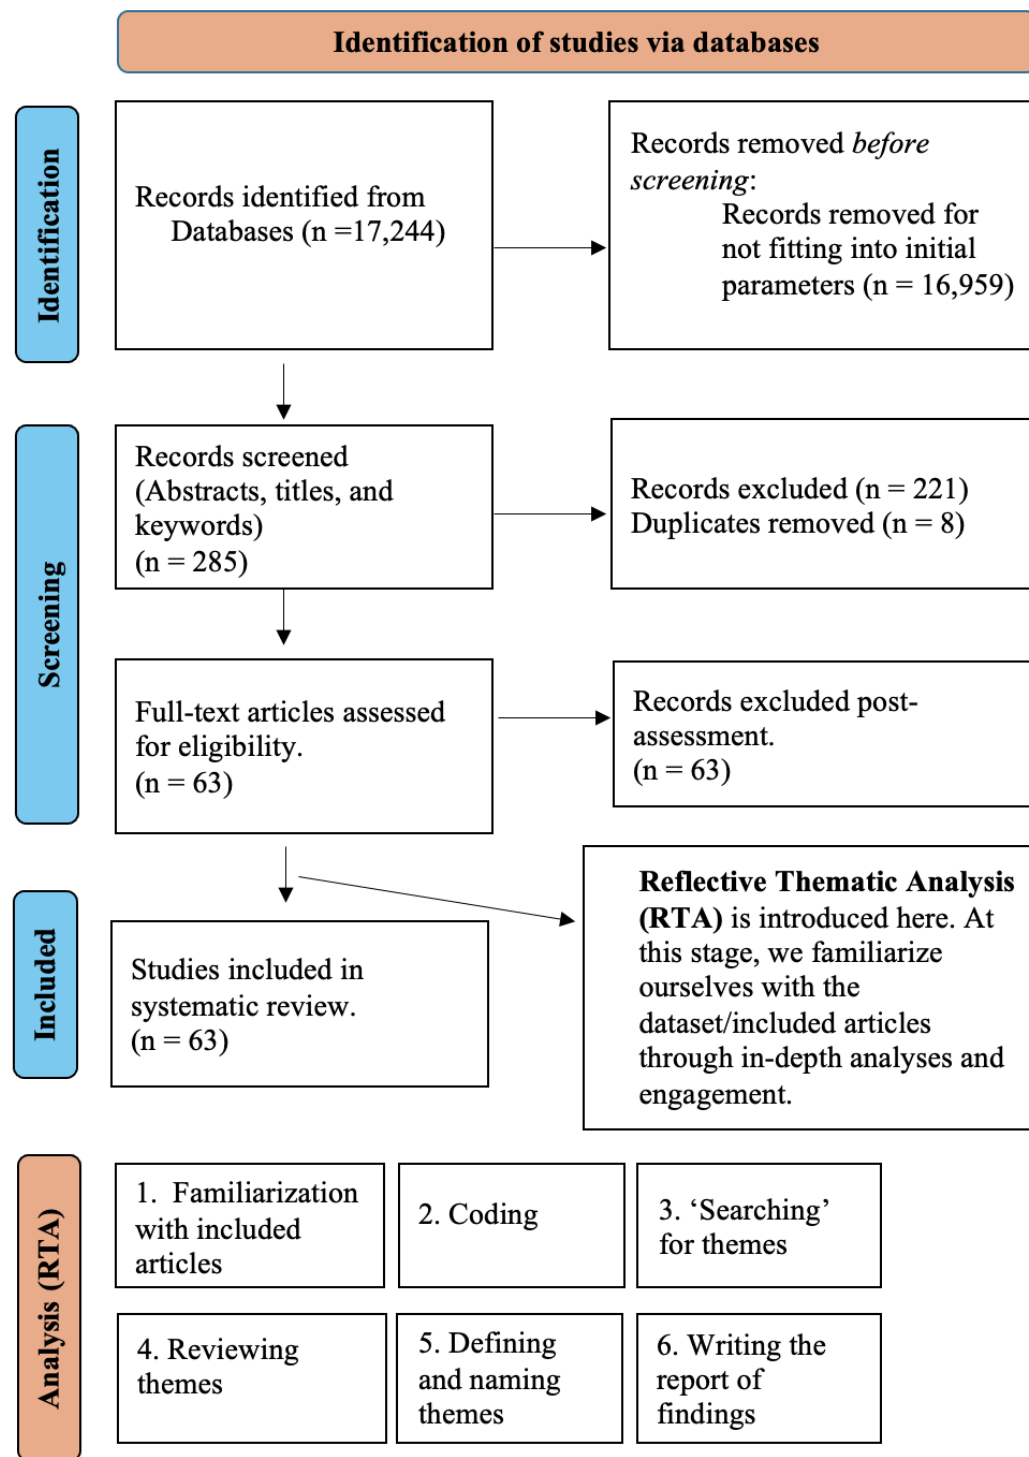 Identification of studies via databases
Identification
Records identified from
Databases (n =17,244)
Records removed before
screening:
Records removed for
not fitting into initial
parameters (n = 16,959)
Screening
Records screened
(Abstracts, titles, and
keywords)
(n = 285)
Records excluded (n = 221)
Duplicates removed (n = 8)
Full-text articles assessed
for eligibility.
(n = 63)
Records excluded post-
assessment.
(n = 63)
Included
Studies included in
systematic review.
(n = 63)
Reflective Thematic Analysis
(RTA) is introduced here. At
this stage, we familiarize
ourselves with the
dataset/included articles
through in-depth analyses and
engagement.
Analysis (RTA)
1. Familiarization
with included
articles
2. Coding
3. ‘Searching’
for themes
4. Reviewing
themes
5. Defining
and naming
themes
6. Writing the
report of
findings